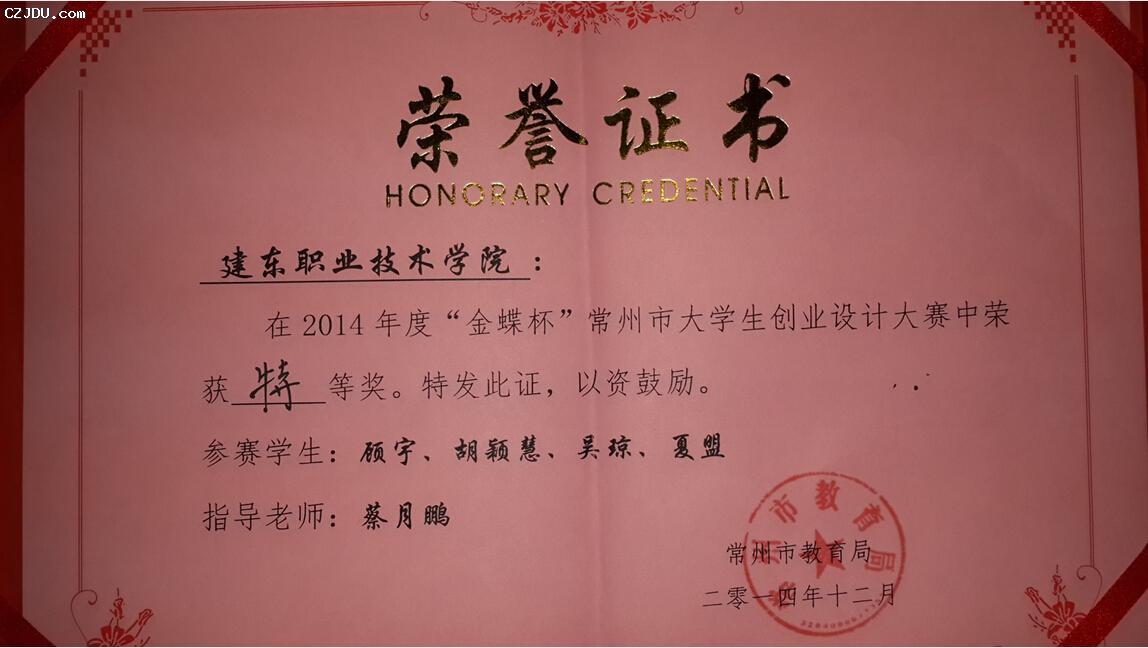 CZJDU.com
荣誉证书
HONORARY CREDENTIAL
建东职业技术学院：
在2014年度“金蝶杯”常州市大学生创业设计大赛中荣
获特等奖。特发此证，以资鼓励。
参赛学生：顾宇、胡颖慧、吴琼、夏盟
指导老师：蔡月鹏
常州市教育局
常州市教育局
二零一四年十二月